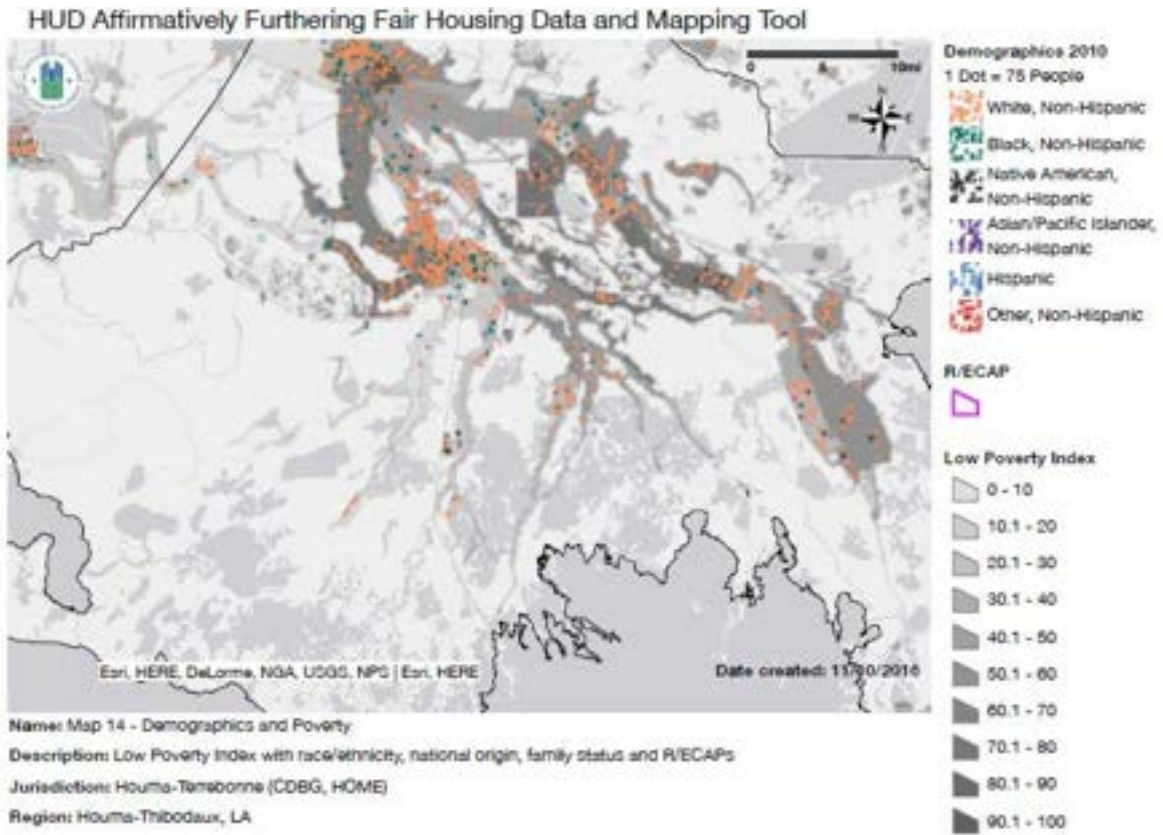 HUD Affirmatively Furthering Fair Housing Data and Mapping Tool
0 5 10mi
N
W E
S
Esri, HERE, DeLorme, NGA, USGS, NPS | Esri, HERE
Date created: 11/10/2016
Demographics 2010
1 Dot = 75 People
White, Non-Hispanic
Black, Non-Hispanic
Native American,
Non-Hispanic
Asian/Pacific Islander,
Non-Hispanic
Hispanic
Other, Non-Hispanic
R/ECAP
Low Poverty Index
0 - 10
10.1 - 20
20.1 - 30
30.1 - 40
40.1 - 50
50.1 - 60
60.1 - 70
70.1 - 80
80.1 - 90
90.1 - 100
Name: Map 14 - Demographics and Poverty
Description: Low Poverty Index with race/ethnicity, national origin, family status and R/ECAPs
Jurisdiction: Houma-Terrebonne (CDBG, HOME)
Region: Houma-Thibodaux, LA